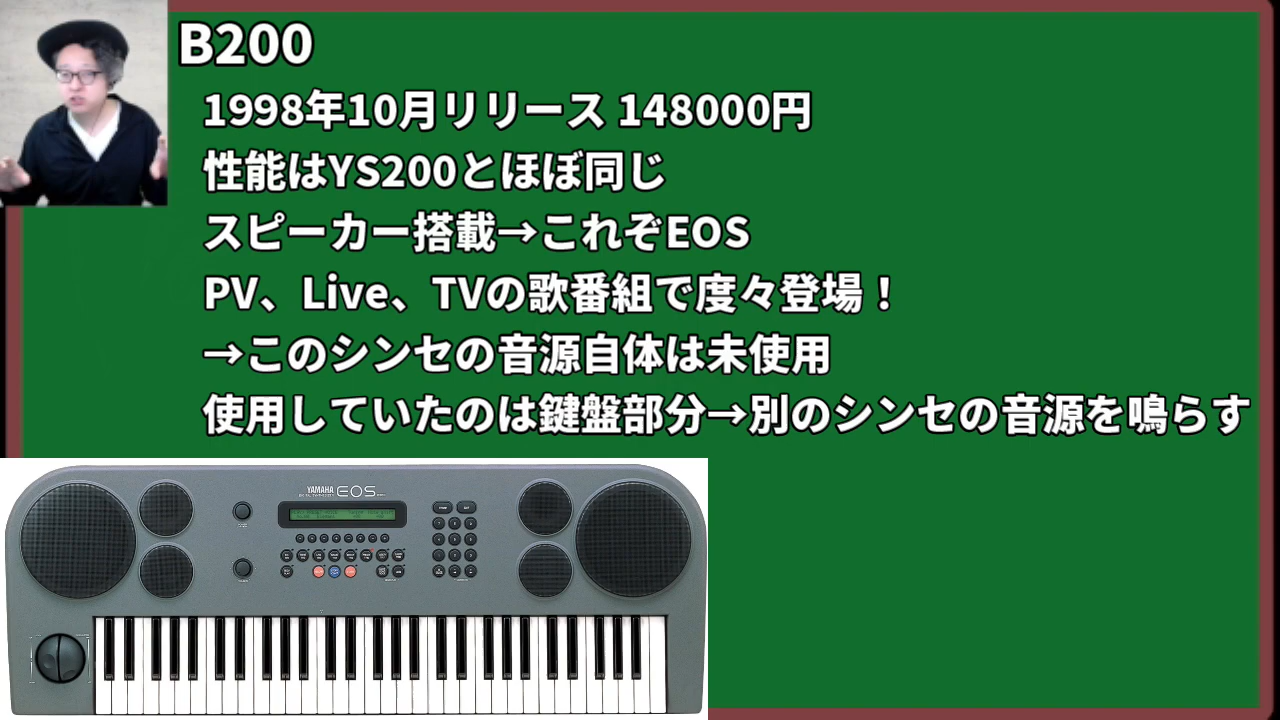 B200
1998年10月リリース 148000円
性能はYS200とほぼ同じ
スピーカー搭載→これぞEOS
PV、Live、TVの歌番組で度々登場！
→このシンセの音源自体は未使用
使用していたのは鍵盤部分→別のシンセの音源を鳴らす
YAMAHA EOS